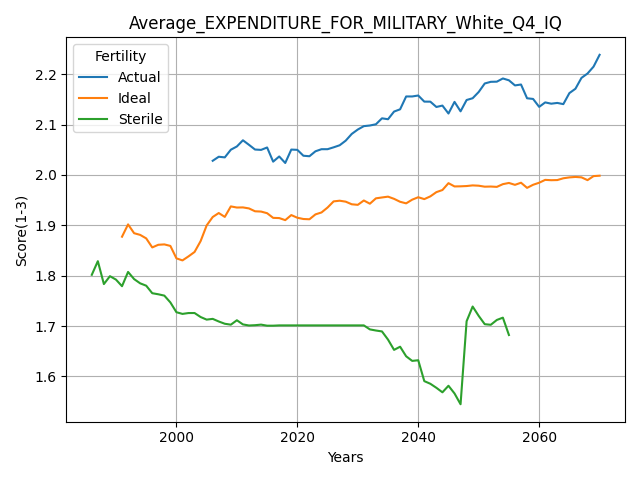 Average_EXPENDITURE_FOR_MILITARY_White_Q4_IQ
Fertility
Actual
Ideal
Sterile
Score(1-3)
2.2
2.1
2.0
1.9
1.8
1.7
1.6
2000
2020
2040
2060
Years